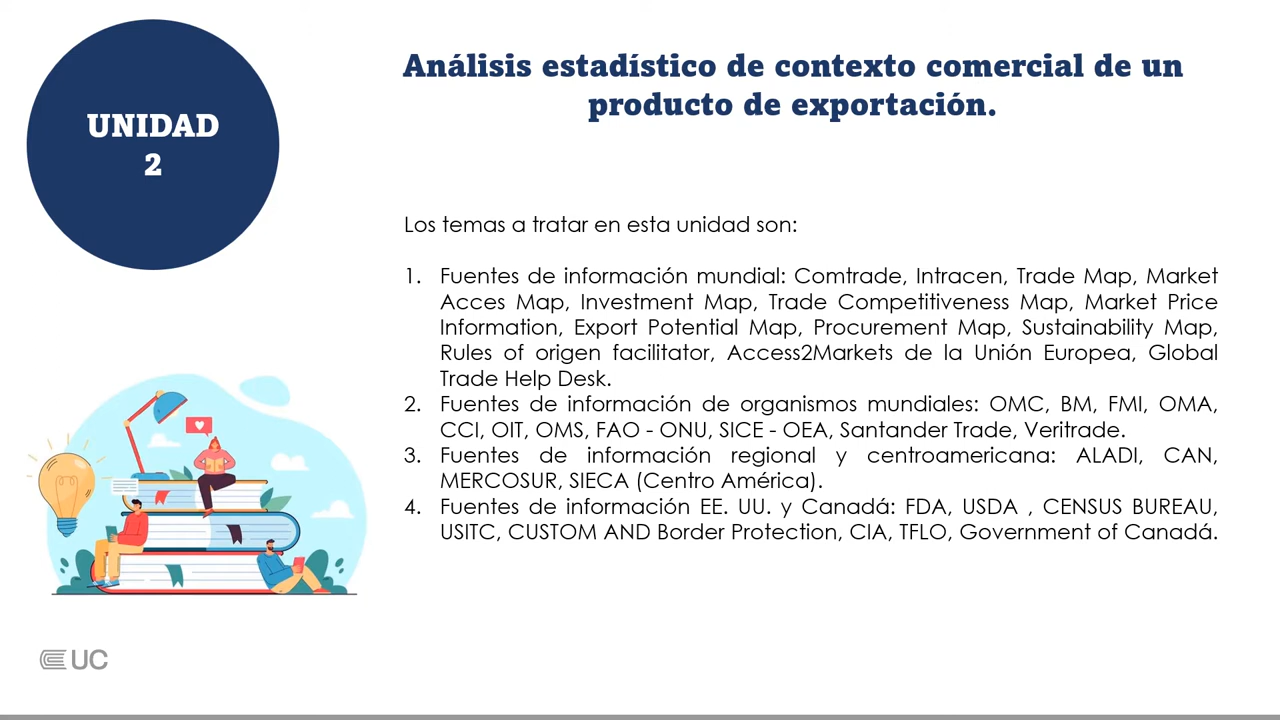 UNIDAD
2
Análisis estadístico de contexto comercial de un
producto de exportación.
Los temas a tratar en esta unidad son:
1. Fuentes de información mundial: Comtrade, Intracen, Trade Map, Market
Acces Map, Investment Map, Trade Competitiveness Map, Market Price
Information, Export Potential Map, Procurement Map, Sustainability Map,
Rules of origen facilitator, Access2Markets de la Unión Europea, Global
Trade Help Desk.
2. Fuentes de información de organismos mundiales: OMC, BM, FMI, OMA,
CCI, OIT, OMS, FAO - ONU, SICE - OEA, Santander Trade, Veritrade.
3. Fuentes de información regional y centroamericana: ALADI, CAN,
MERCOSUR, SIECA (Centro América).
4. Fuentes de información EE. UU. y Canadá: FDA, USDA , CENSUS BUREAU,
USITC, CUSTOM AND Border Protection, CIA, TFLO, Government of Canadá.
UC